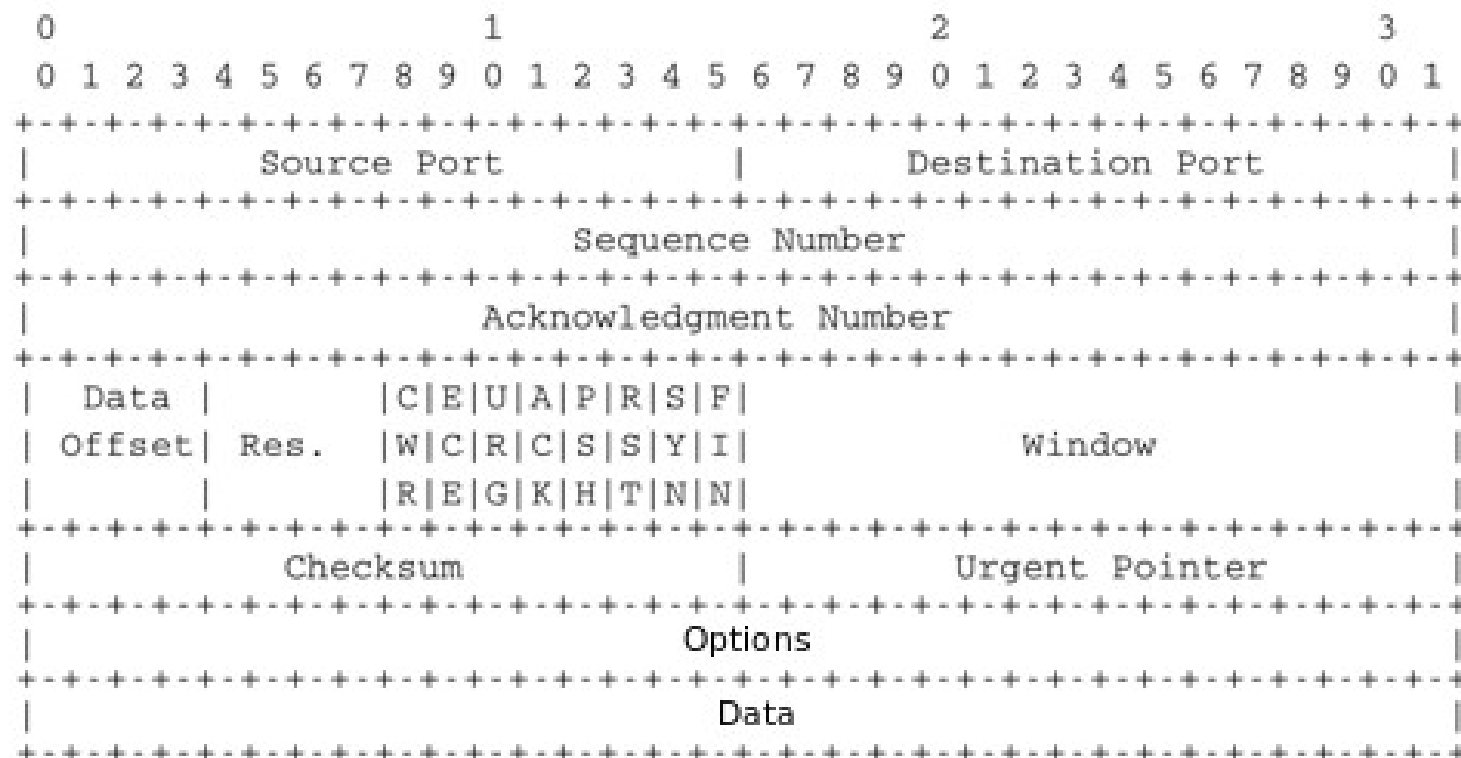 0                   1                   2                   3
0 1 2 3 4 5 6 7 8 9 0 1 2 3 4 5 6 7 8 9 0 1 2 3 4 5 6 7 8 9 0 1
+-+-+-+-+-+-+-+-+-+-+-+-+-+-+-+-+-+-+-+-+-+-+-+-+-+-+-+-+-+-+-+-+
| Source Port | Destination Port |
+-+-+-+-+-+-+-+-+-+-+-+-+-+-+-+-+-+-+-+-+-+-+-+-+-+-+-+-+-+-+-+-+
| Sequence Number |
+-+-+-+-+-+-+-+-+-+-+-+-+-+-+-+-+-+-+-+-+-+-+-+-+-+-+-+-+-+-+-+-+
| Acknowledgment Number |
+-+-+-+-+-+-+-+-+-+-+-+-+-+-+-+-+-+-+-+-+-+-+-+-+-+-+-+-+-+-+-+-+
| Data | |C|E|U|A|P|R|S|F| |
| Offset| Res. |W|C|R|C|S|S|Y|I| Window |
| | |R|E|G|K|H|T|N|N| |
+-+-+-+-+-+-+-+-+-+-+-+-+-+-+-+-+-+-+-+-+-+-+-+-+-+-+-+-+-+-+-+-+
| Checksum | Urgent Pointer |
+-+-+-+-+-+-+-+-+-+-+-+-+-+-+-+-+-+-+-+-+-+-+-+-+-+-+-+-+-+-+-+-+
| Options |
+-+-+-+-+-+-+-+-+-+-+-+-+-+-+-+-+-+-+-+-+-+-+-+-+-+-+-+-+-+-+-+-+
| Data |
+-+-+-+-+-+-+-+-+-+-+-+-+-+-+-+-+-+-+-+-+-+-+-+-+-+-+-+-+-+-+-+-+